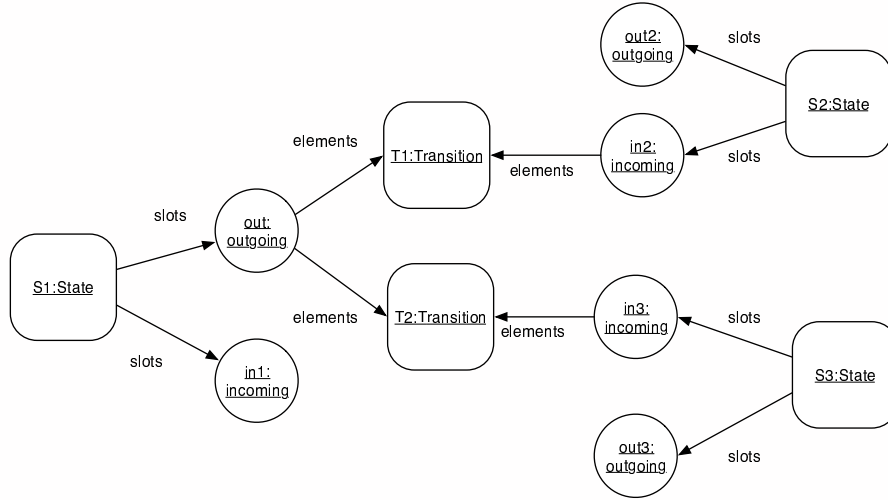 out2:
outgoing
slots
S2:State
T1:Transition
elements
in2:
incoming
elements
slots
slots
out:
outgoing
S1:State
T2:Transition
in3:
incoming
slots
elements
elements
slots
in1:
incoming
S3:State
out3:
outgoing
slots